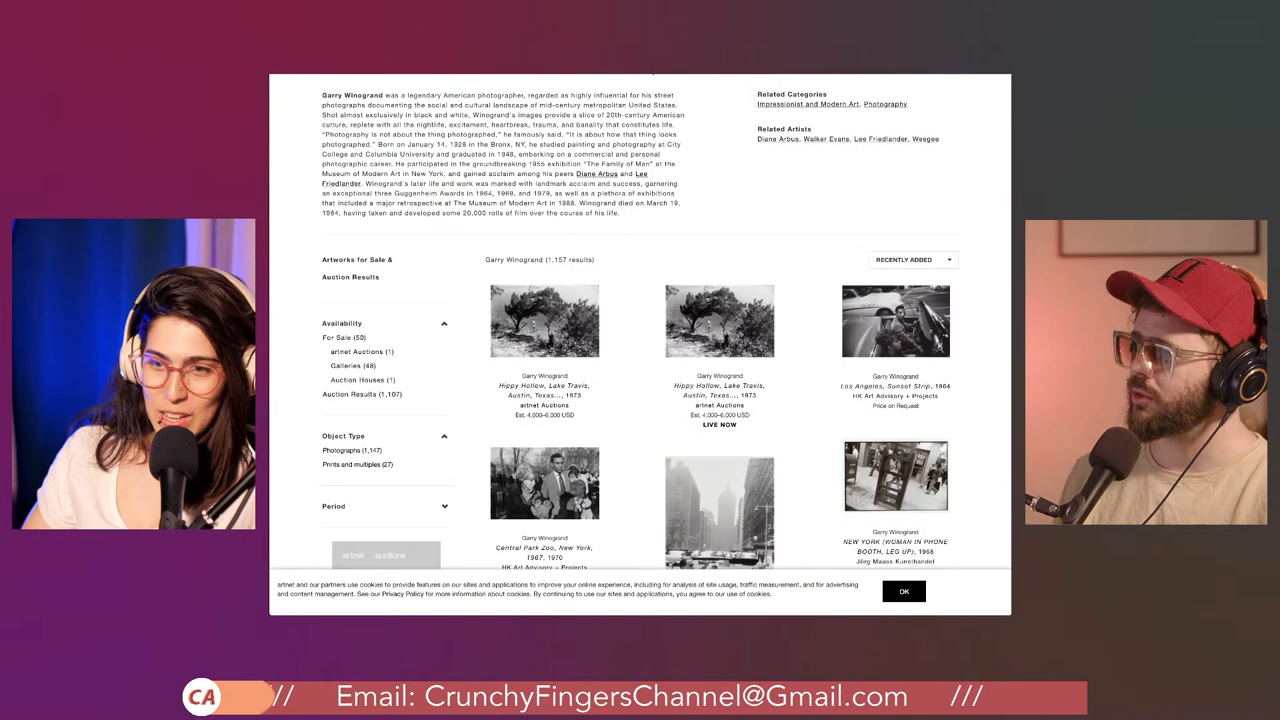 Garry Winogrand was a legendary American photographer, regarded as highly influential for his street
photographs documenting the social and cultural landscape of mid-century metropolitan United States.
Shot almost exclusively in black and white, Winogrand's images provide a slice of 20th-century American
culture, replete with all the nightlife, excitement, heartbreak, trauma, and banality that constitutes life.
"Photography is not about the thing photographed," he famously said. "It is about how that thing looks
photographed." Born on January 14, 1928 in the Bronx, NY, he studied painting and photography at City
College and Columbia University and graduated in 1948, embarking on a commercial and personal
photographic career. He participated in the groundbreaking 1955 exhibition "The Family of Man" at the
Museum of Modern Art in New York, and gained acclaim among his peers Diane Arbus and Lee
Friedlander. Winogrand's later life and work was marked with landmark acclaim and success, garnering
an exceptional three Guggenheim Awards in 1964, 1969, and 1979, as well as a plethora of exhibitions
that included a major retrospective at The Museum of Modern Art in 1988. Winogrand died on March 19,
1984, having taken and developed some 20,000 rolls of film over the course of his life.
Related Categories
Impressionist and Modern Art, Photography
Related Artists
Diane Arbus, Walker Evans, Lee Friedlander, Weegee
Artworks for Sale &
Auction Results
Garry Winogrand (1,157 results)
RECENTLY ADDED
Availability
For Sale (50)
artnet Auctions (1)
Galleries (48)
Auction Houses (1)
Auction Results (1,107)
Object Type
Photographs (1,147)
Prints and multiples (27)
Period
artnet auctions
Garry Winogrand
Hippy Hollow, Lake Travis,
Austin, Texas..., 1973
artnet Auctions
Est. 4,000–6,000 USD
Garry Winogrand
Hippy Hollow, Lake Travis,
Austin, Texas..., 1973
artnet Auctions
Est. 4,000–6,000 USD
LIVE NOW
Garry Winogrand
Los Angeles, Sunset Strip, 1964
HK Art Advisory + Projects
Price on Request
Garry Winogrand
Central Park Zoo, New York,
1967, 1970
HK Art Advisory + Projects
Garry Winogrand
NEW YORK (WOMAN IN PHONE
BOOTH, LEG UP), 1968
Jörg Maass Kunsthandel
artnet and our partners use cookies to provide features on our sites and applications to improve your online experience, including for analysis of site usage, traffic measurement, and for advertising
and content management. See our Privacy Policy for more information about cookies. By continuing to use our sites and applications, you agree to our use of cookies.
OK
CA
// Email: CrunchyFingersChannel@Gmail.com ///